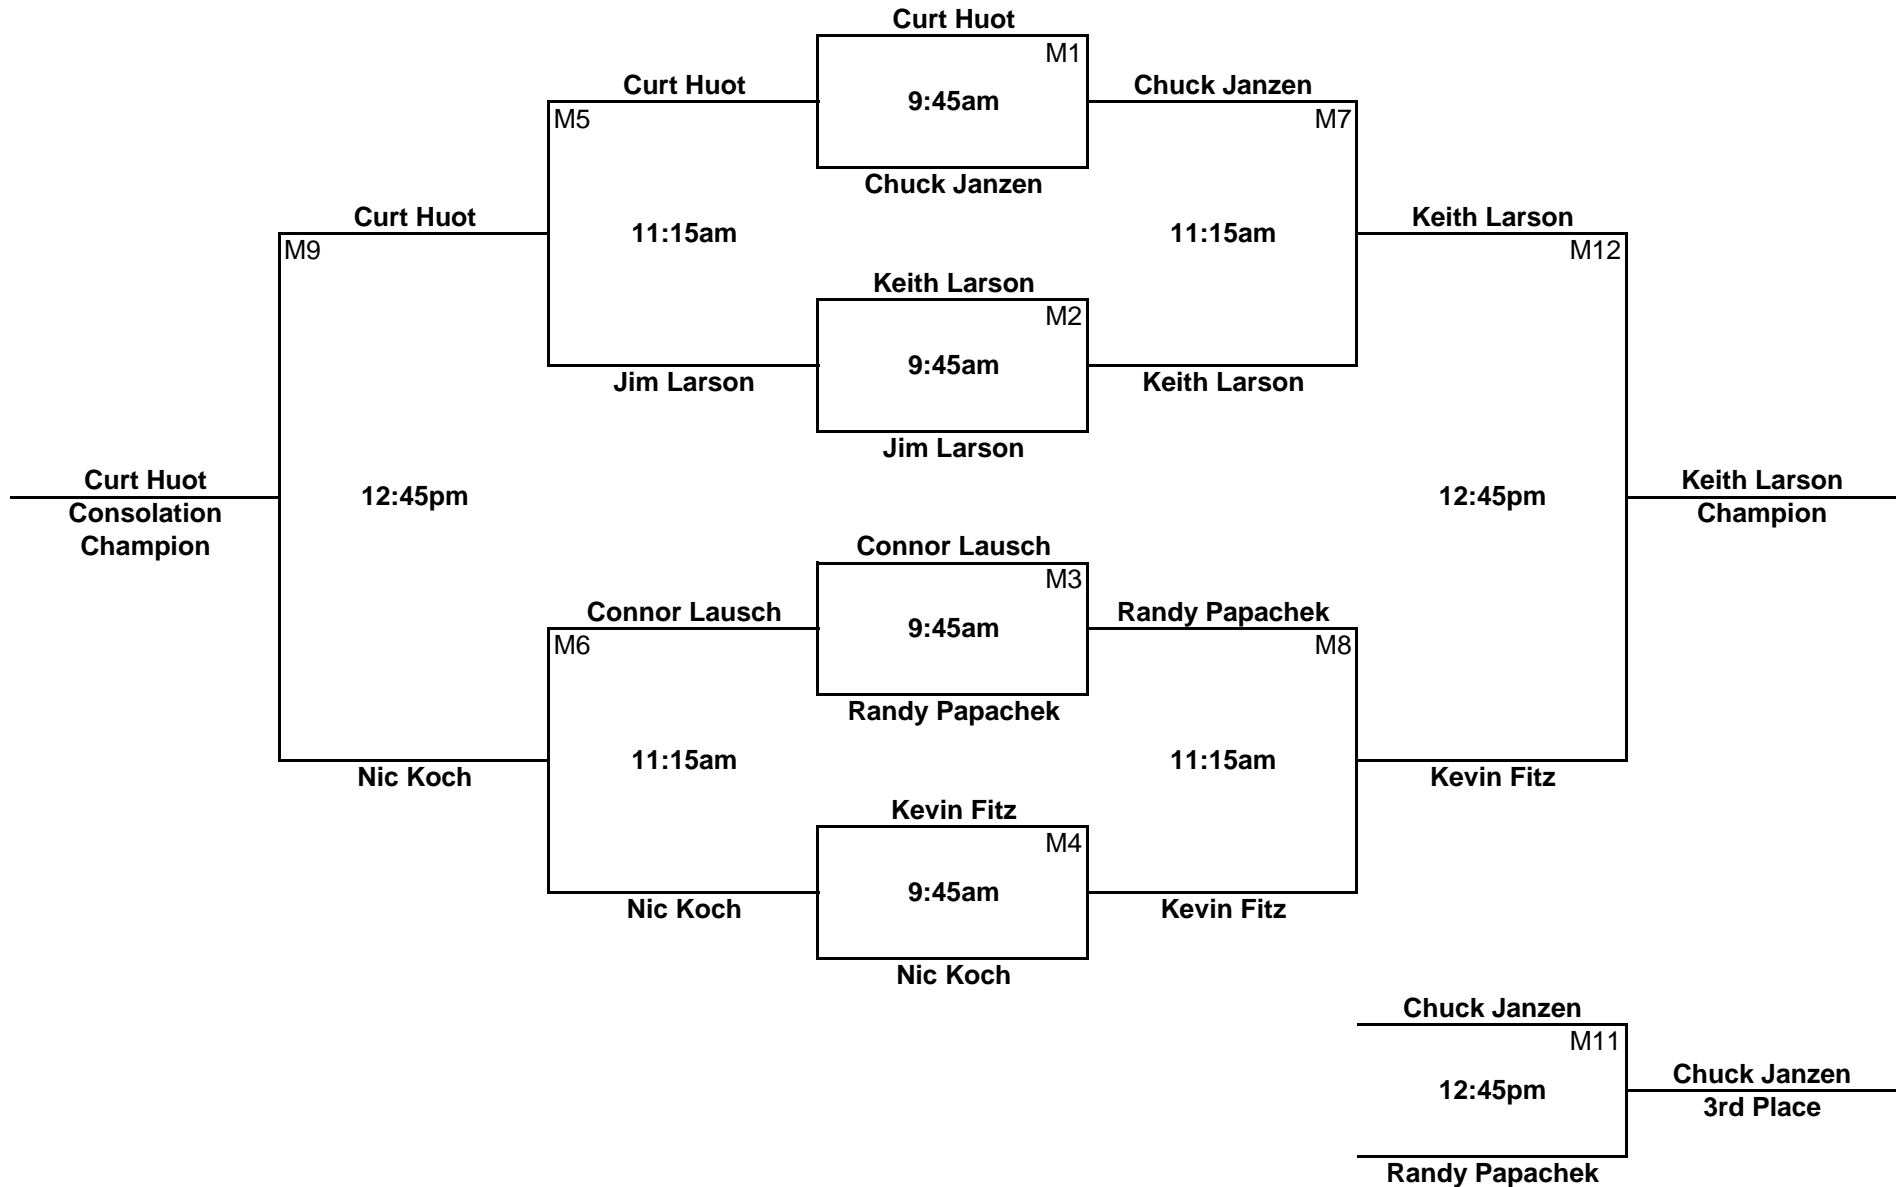 Curt Huot
M1
Curt Huot
9:45am
Chuck Janzen
M5
M7
Chuck Janzen
Curt Huot
11:15am
11:15am
Keith Larson
M9
M12
Keith Larson
M2
9:45am
Jim Larson
Keith Larson
Jim Larson
Curt Huot
12:45pm
12:45pm
Keith Larson
Consolation
Champion
Champion
Connor Lausch
M3
Connor Lausch
9:45am
Randy Papachek
M6
M8
Randy Papachek
11:15am
11:15am
Nic Koch
Kevin Fitz
Kevin Fitz
M4
9:45am
Nic Koch
Kevin Fitz
Nic Koch
Chuck Janzen
M11
12:45pm
Chuck Janzen
3rd Place
Randy Papachek